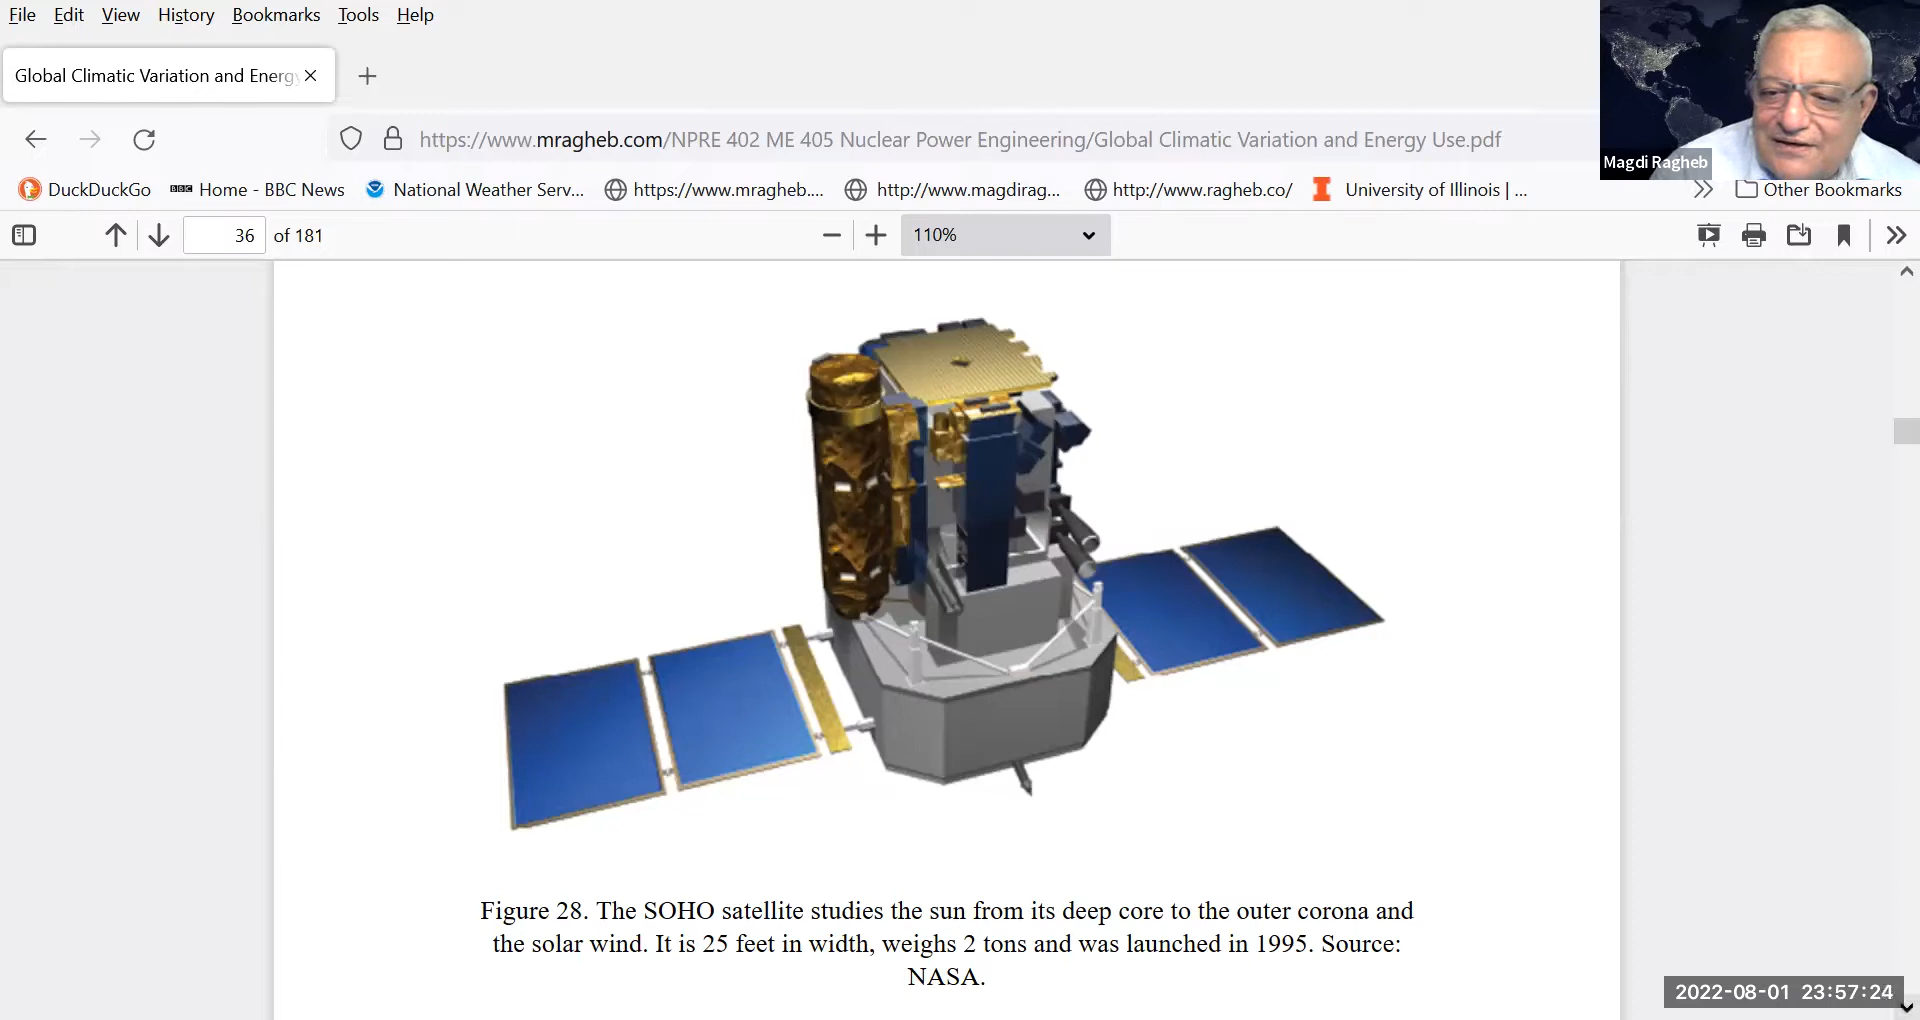 File Edit View History Bookmarks Tools Help
Global Climatic Variation and Energy
https://www.mragheb.com/NPRE 402 ME 405 Nuclear Power Engineering/Global Climatic Variation and Energy Use.pdf
Magdi Ragheb
DuckDuckGo BBC Home - BBC News National Weather Serv... https://www.mragheb.... http://www.magdirag... http://www.ragheb.co/ University of Illinois | ... Other Bookmarks
36 of 181 110%
Figure 28. The SOHO satellite studies the sun from its deep core to the outer corona and
the solar wind. It is 25 feet in width, weighs 2 tons and was launched in 1995. Source:
NASA.
2022-08-01 23:57:24